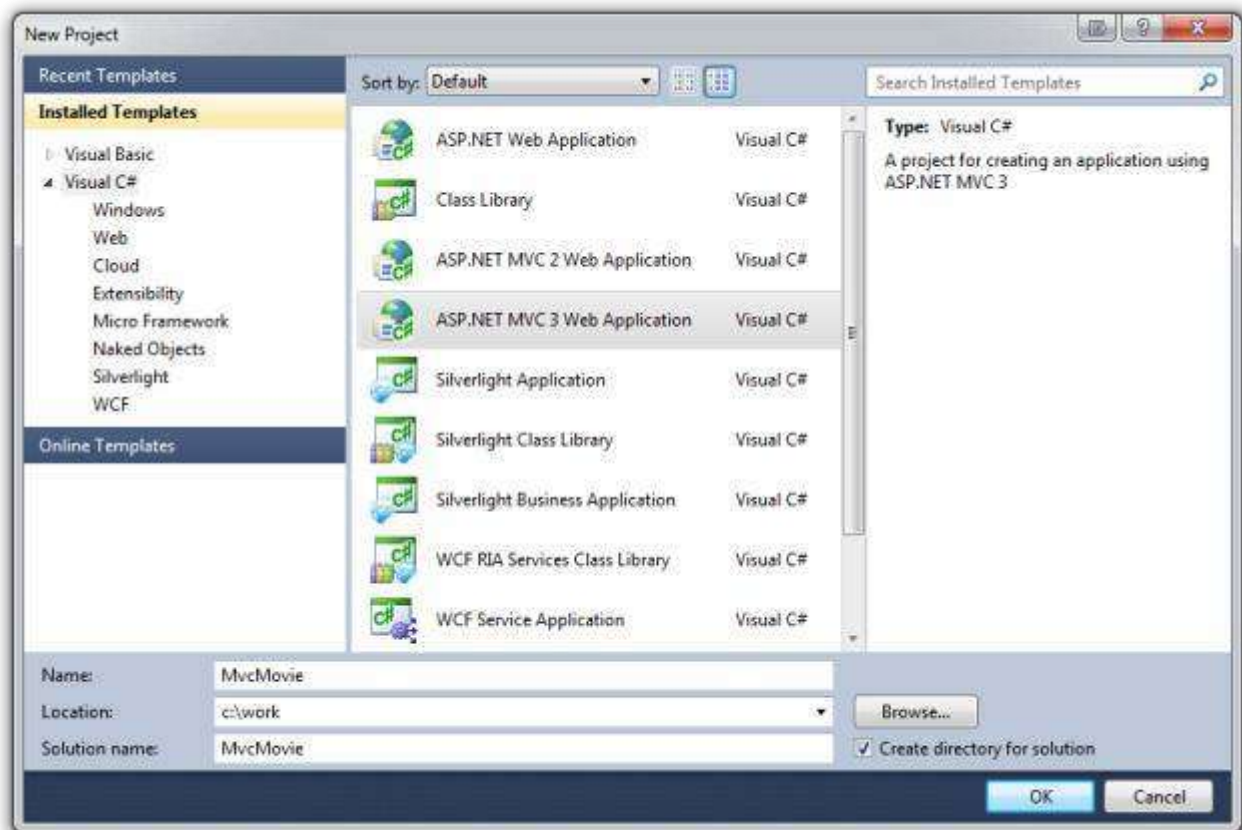 New Project
Recent Templates
Installed Templates
Visual Basic
Visual C#
Windows
Web
Cloud
Extensibility
Micro Framework
Naked Objects
Silverlight
WCF
Online Templates
Sort by: Default
ASP.NET Web Application Visual C#
Class Library Visual C#
ASP.NET MVC 2 Web Application Visual C#
ASP.NET MVC 3 Web Application Visual C#
Silverlight Application Visual C#
Silverlight Class Library Visual C#
Silverlight Business Application Visual C#
WCF RIA Services Class Library Visual C#
WCF Service Application Visual C#
Search Installed Templates
Type: Visual C#
A project for creating an application using
ASP.NET MVC 3
Name: MvcMovie
Location: c:\work
Browse...
Solution name: MvcMovie
Create directory for solution
OK Cancel